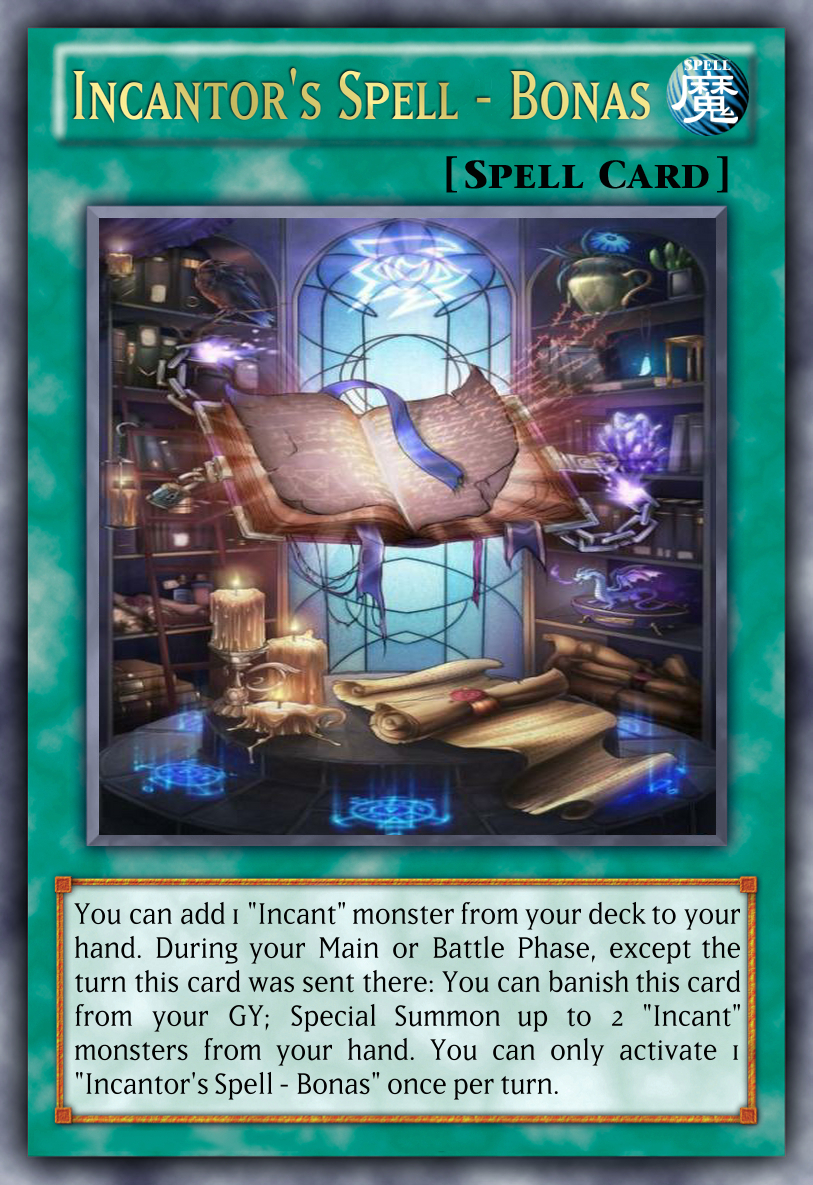 Incantor's Spell - Bonas
SPELL
魔
[Spell Card]
You can add 1 "Incant" monster from your deck to your
hand. During your Main or Battle Phase, except the
turn this card was sent there: You can banish this card
from your GY; Special Summon up to 2 "Incant"
monsters from your hand. You can only activate 1
"Incantor's Spell - Bonas" once per turn.